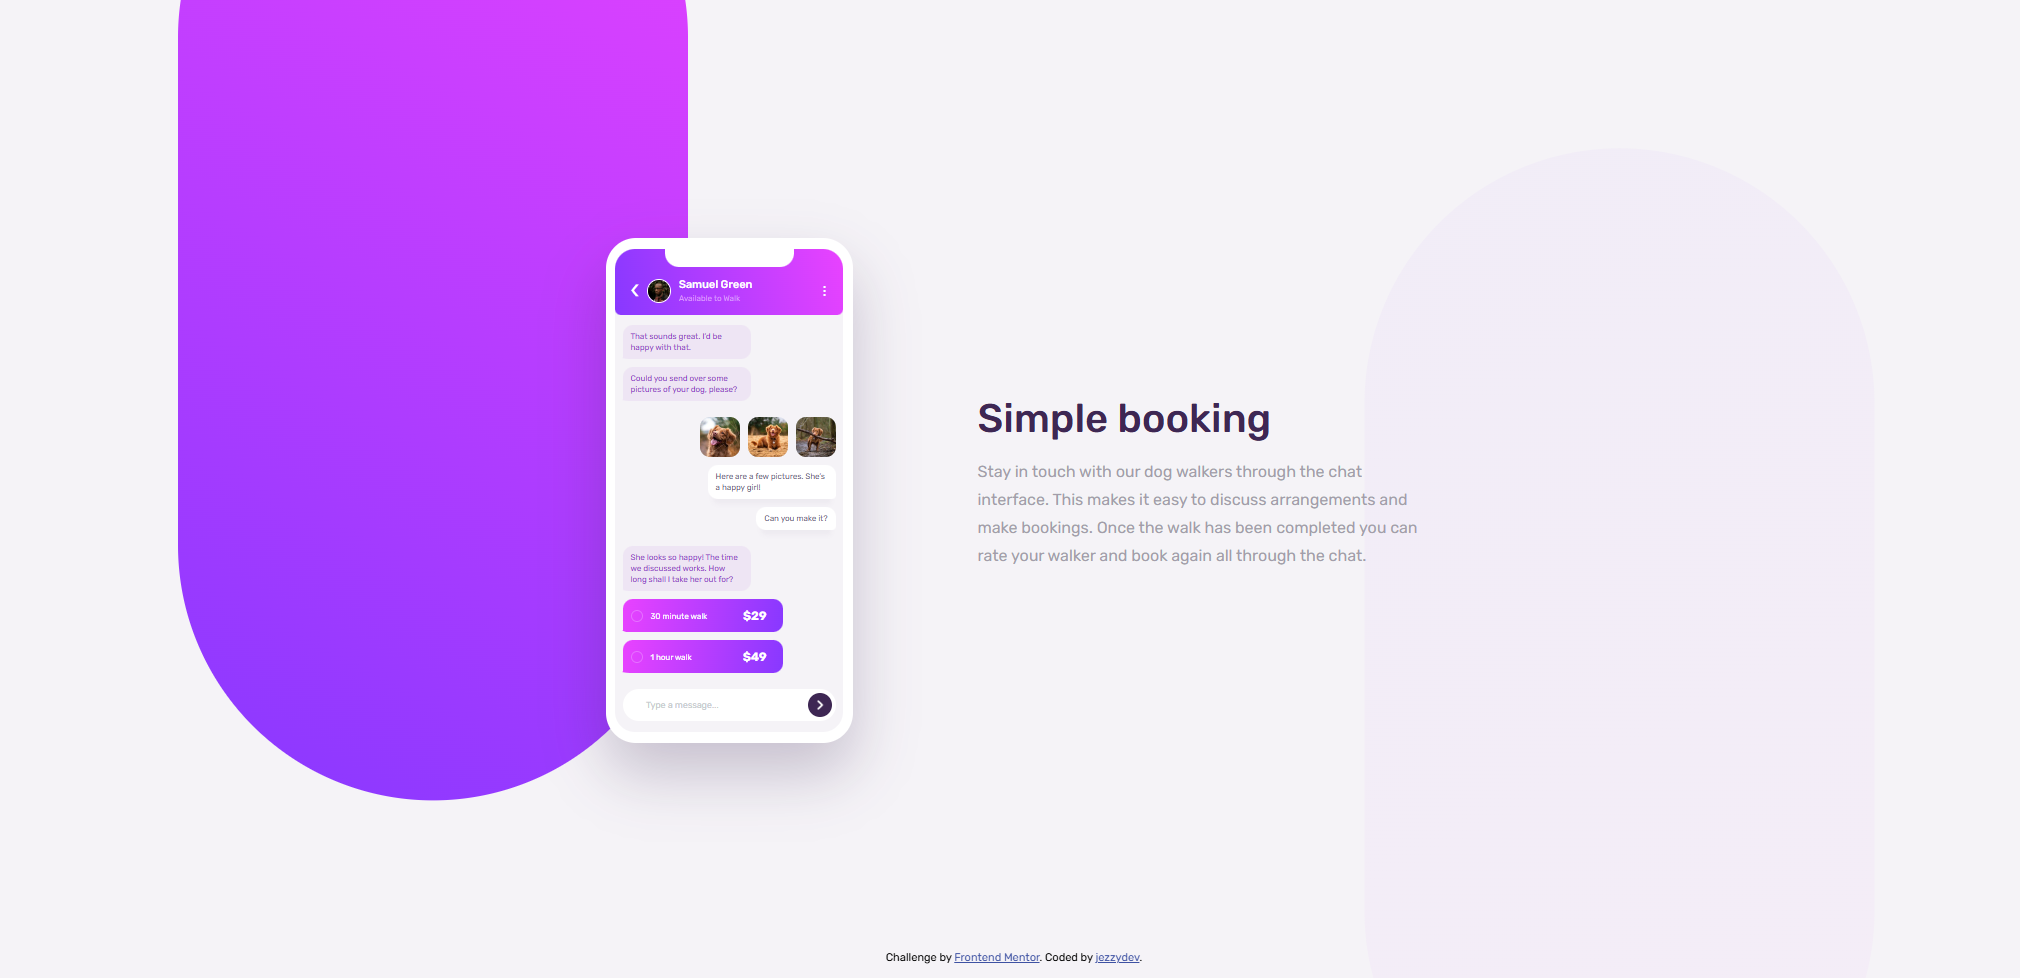 Samuel Green
Available to Walk
That sounds great. I'd be
happy with that.
Could you send over some
pictures of your dog, please?
Here are a few pictures. She's
a happy girl!
Can you make it?
She looks so happy! The time
we discussed works. How
long shall I take her out for?
30 minute walk $29
1 hour walk $49
Type a message...
Simple booking
Stay in touch with our dog walkers through the chat
interface. This makes it easy to discuss arrangements and
make bookings. Once the walk has been completed you can
rate your walker and book again all through the chat.
Challenge by Frontend Mentor. Coded by jezzydev.